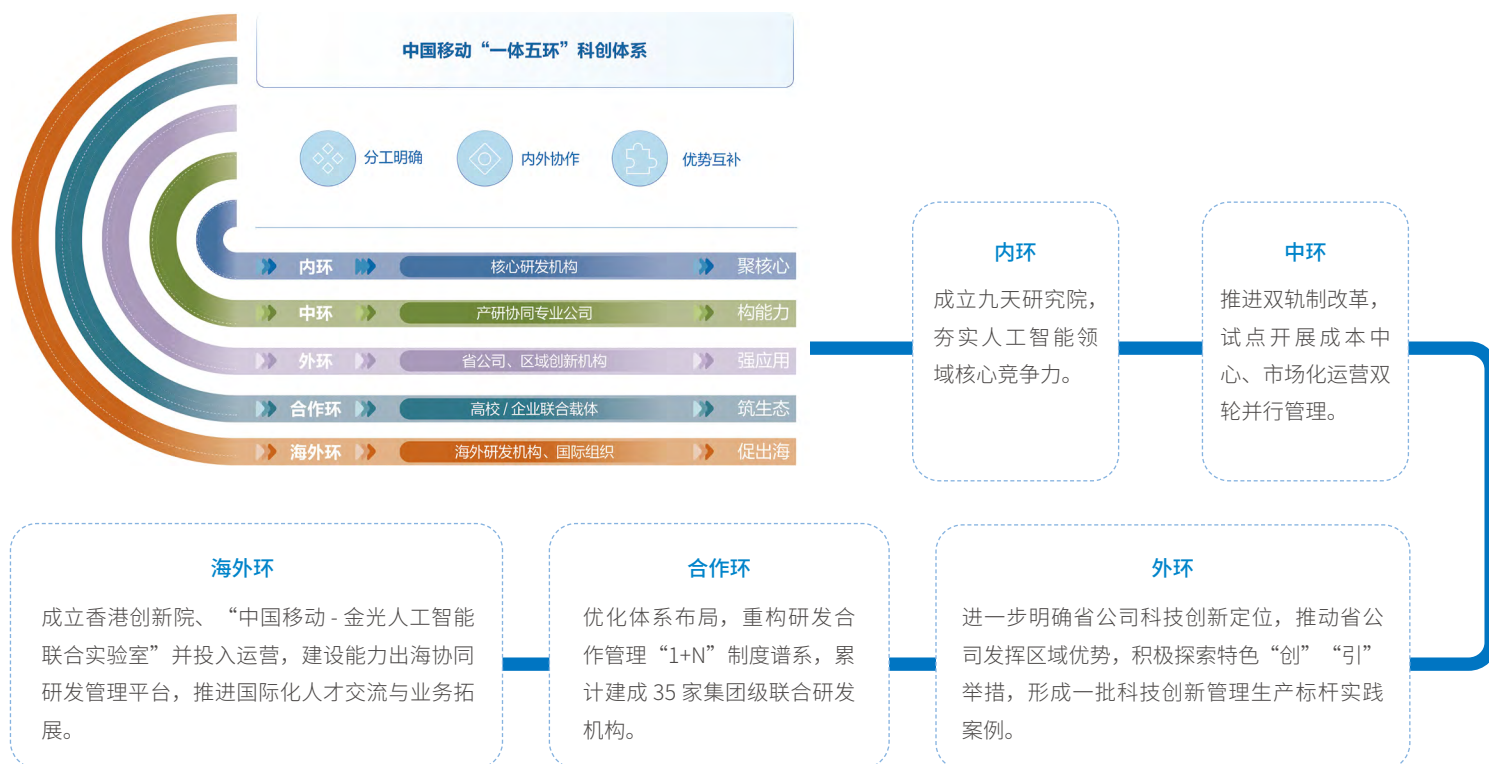 中国移动“一体五环”科创体系
分工明确
内外协作
优势互补
内环 核心研发机构 聚核心
中环 产研协同专业公司 构能力
外环 省公司、区域创新机构 强应用
合作环 高校 / 企业联合载体 筑生态
海外环 海外研发机构、国际组织 促出海
内环
成立九天研究院，
夯实人工智能领
域核心竞争力。
中环
推进双轨制改革，
试点开展成本中
心、市场化运营双
轮并行管理。
外环
进一步明确省公司科技创新定位，推动省公
司发挥区域优势，积极探索特色“创”“引”
举措，形成一批科技创新管理生产标杆实践
案例。
合作环
优化体系布局，重构研发合
作管理“1+N”制度谱系，累
计建成 35 家集团级联合研发
机构。
海外环
成立香港创新院、“中国移动 - 金光人工智能
联合实验室”并投入运营，建设能力出海协同
研发管理平台，推进国际化人才交流与业务拓
展。